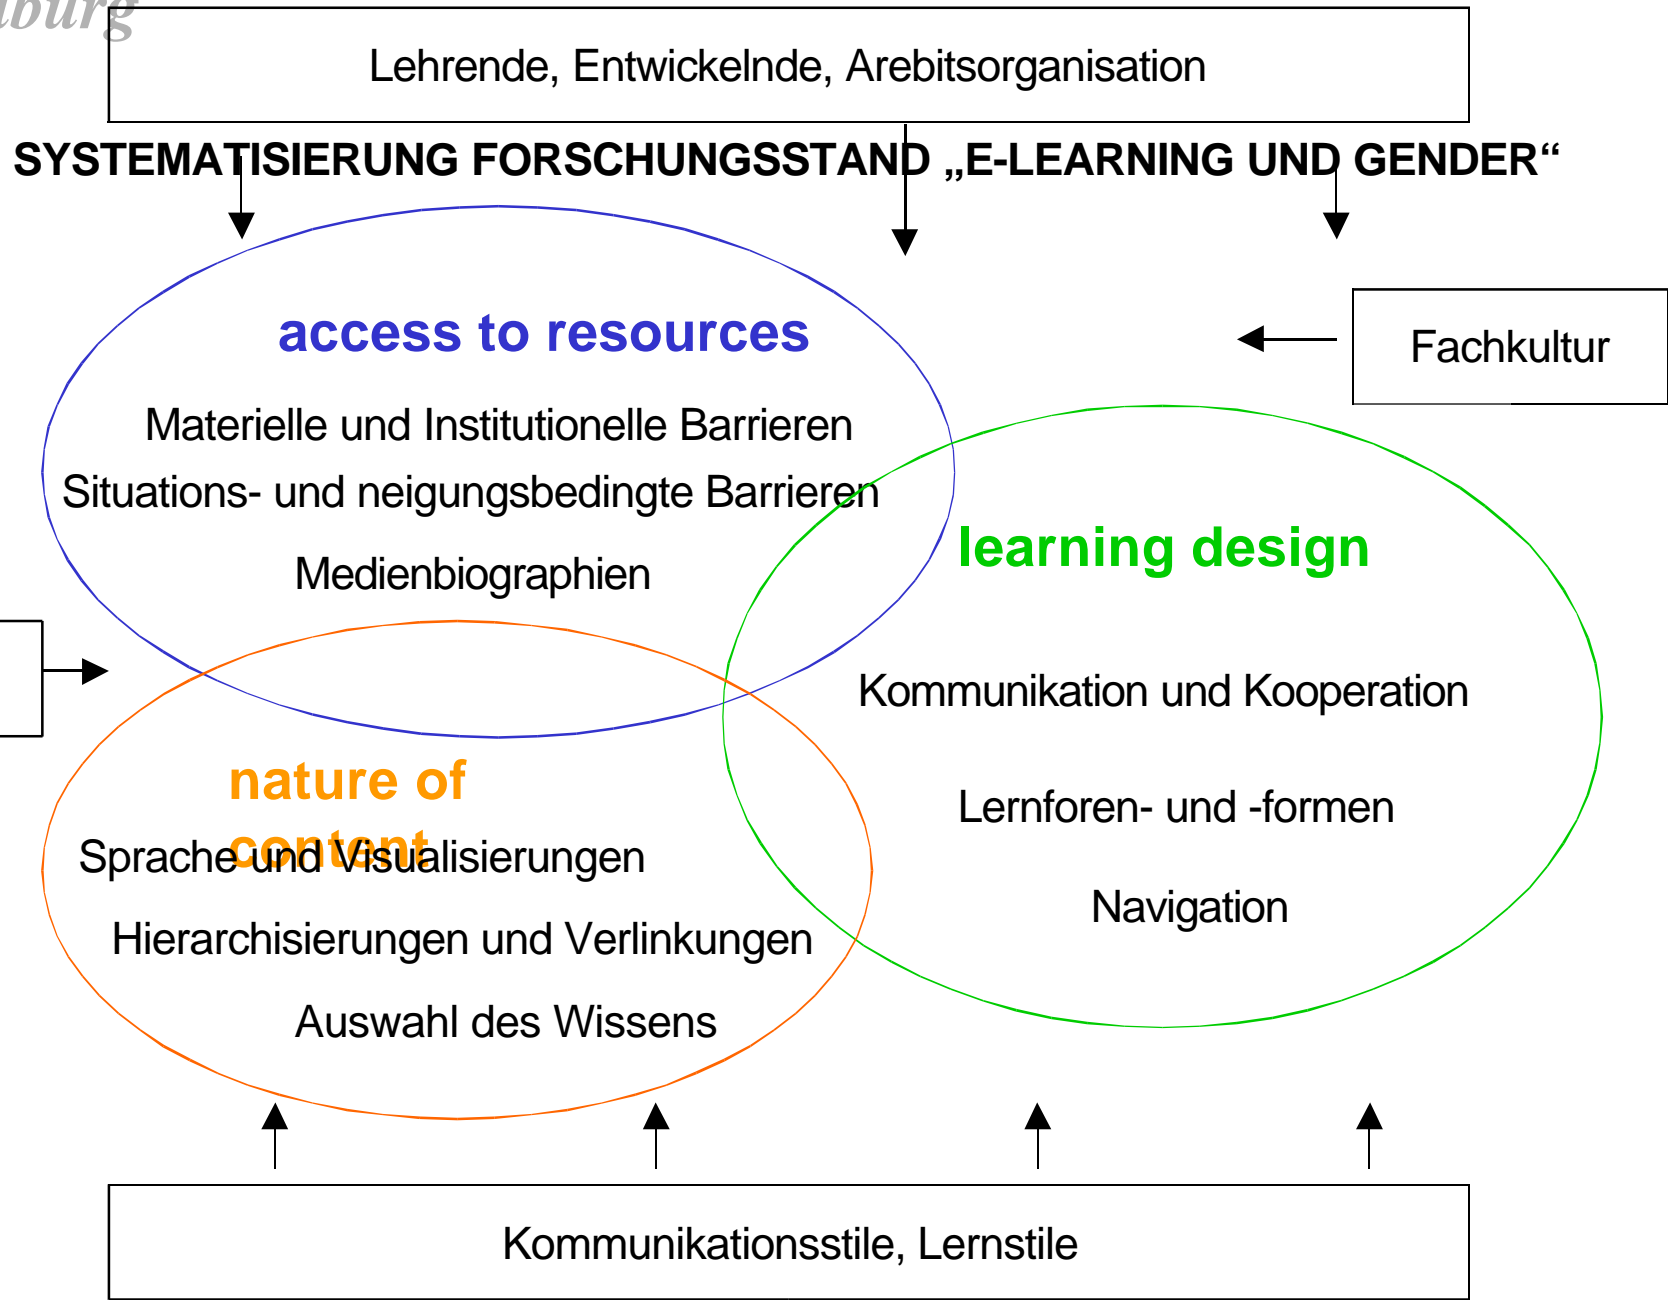 Lehrende, Entwickelnde, Arebitsorganisation
SYSTEMATISIERUNG FORSCHUNGSSTAND „E-LEARNING UND GENDER“
access to resources
Fachkultur
Materielle und Institutionelle Barrieren
Situations- und neigungsbedingte Barrieren
Medienbiographien
learning design
Kommunikation und Kooperation
Lernforen- und -formen
Navigation
nature of
content
Sprache und Visualisierungen
Hierarchisierungen und Verlinkungen
Auswahl des Wissens
Kommunikationsstile, Lernstile